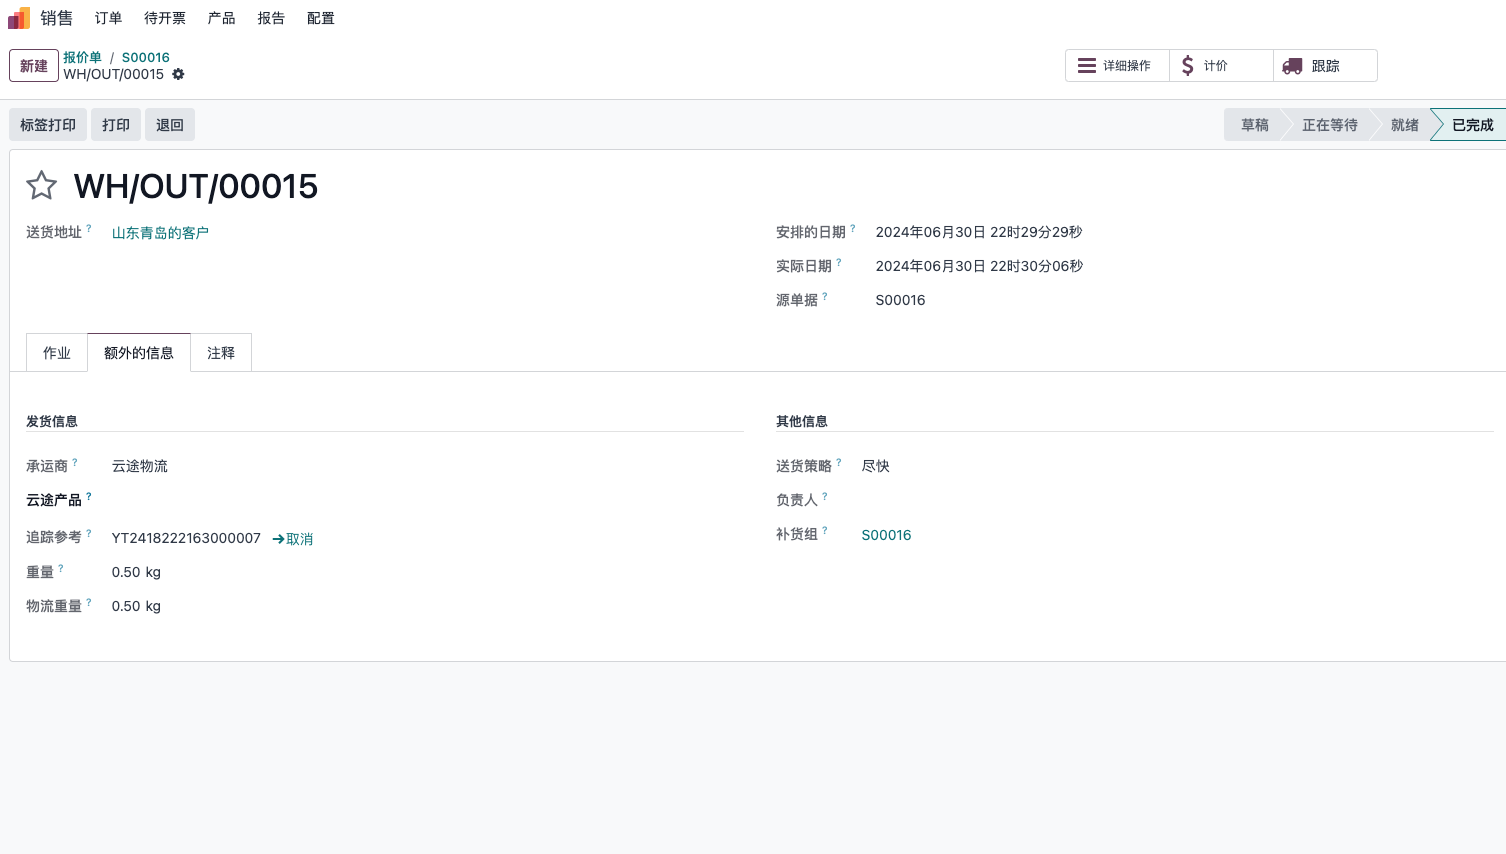 销售 订单 待开票 产品 报告 配置
新建 报价单 / S00016
WH/OUT/00015
详细操作 计价 跟踪
标签打印 打印 退回 草稿 正在等待 就绪 已完成
WH/OUT/00015
送货地址 ? 山东青岛的客户
安排的日期 ? 2024年06月30日 22时29分29秒
实际日期 ? 2024年06月30日 22时30分06秒
源单据 ? S00016
作业 额外的信息 注释
发货信息
承运商 ? 云途物流
云途产品 ?
追踪参考 ? YT2418222163000007 →取消
重量 ? 0.50 kg
物流重量 ? 0.50 kg
其他信息
送货策略 ? 尽快
负责人 ?
补货组 ? S00016